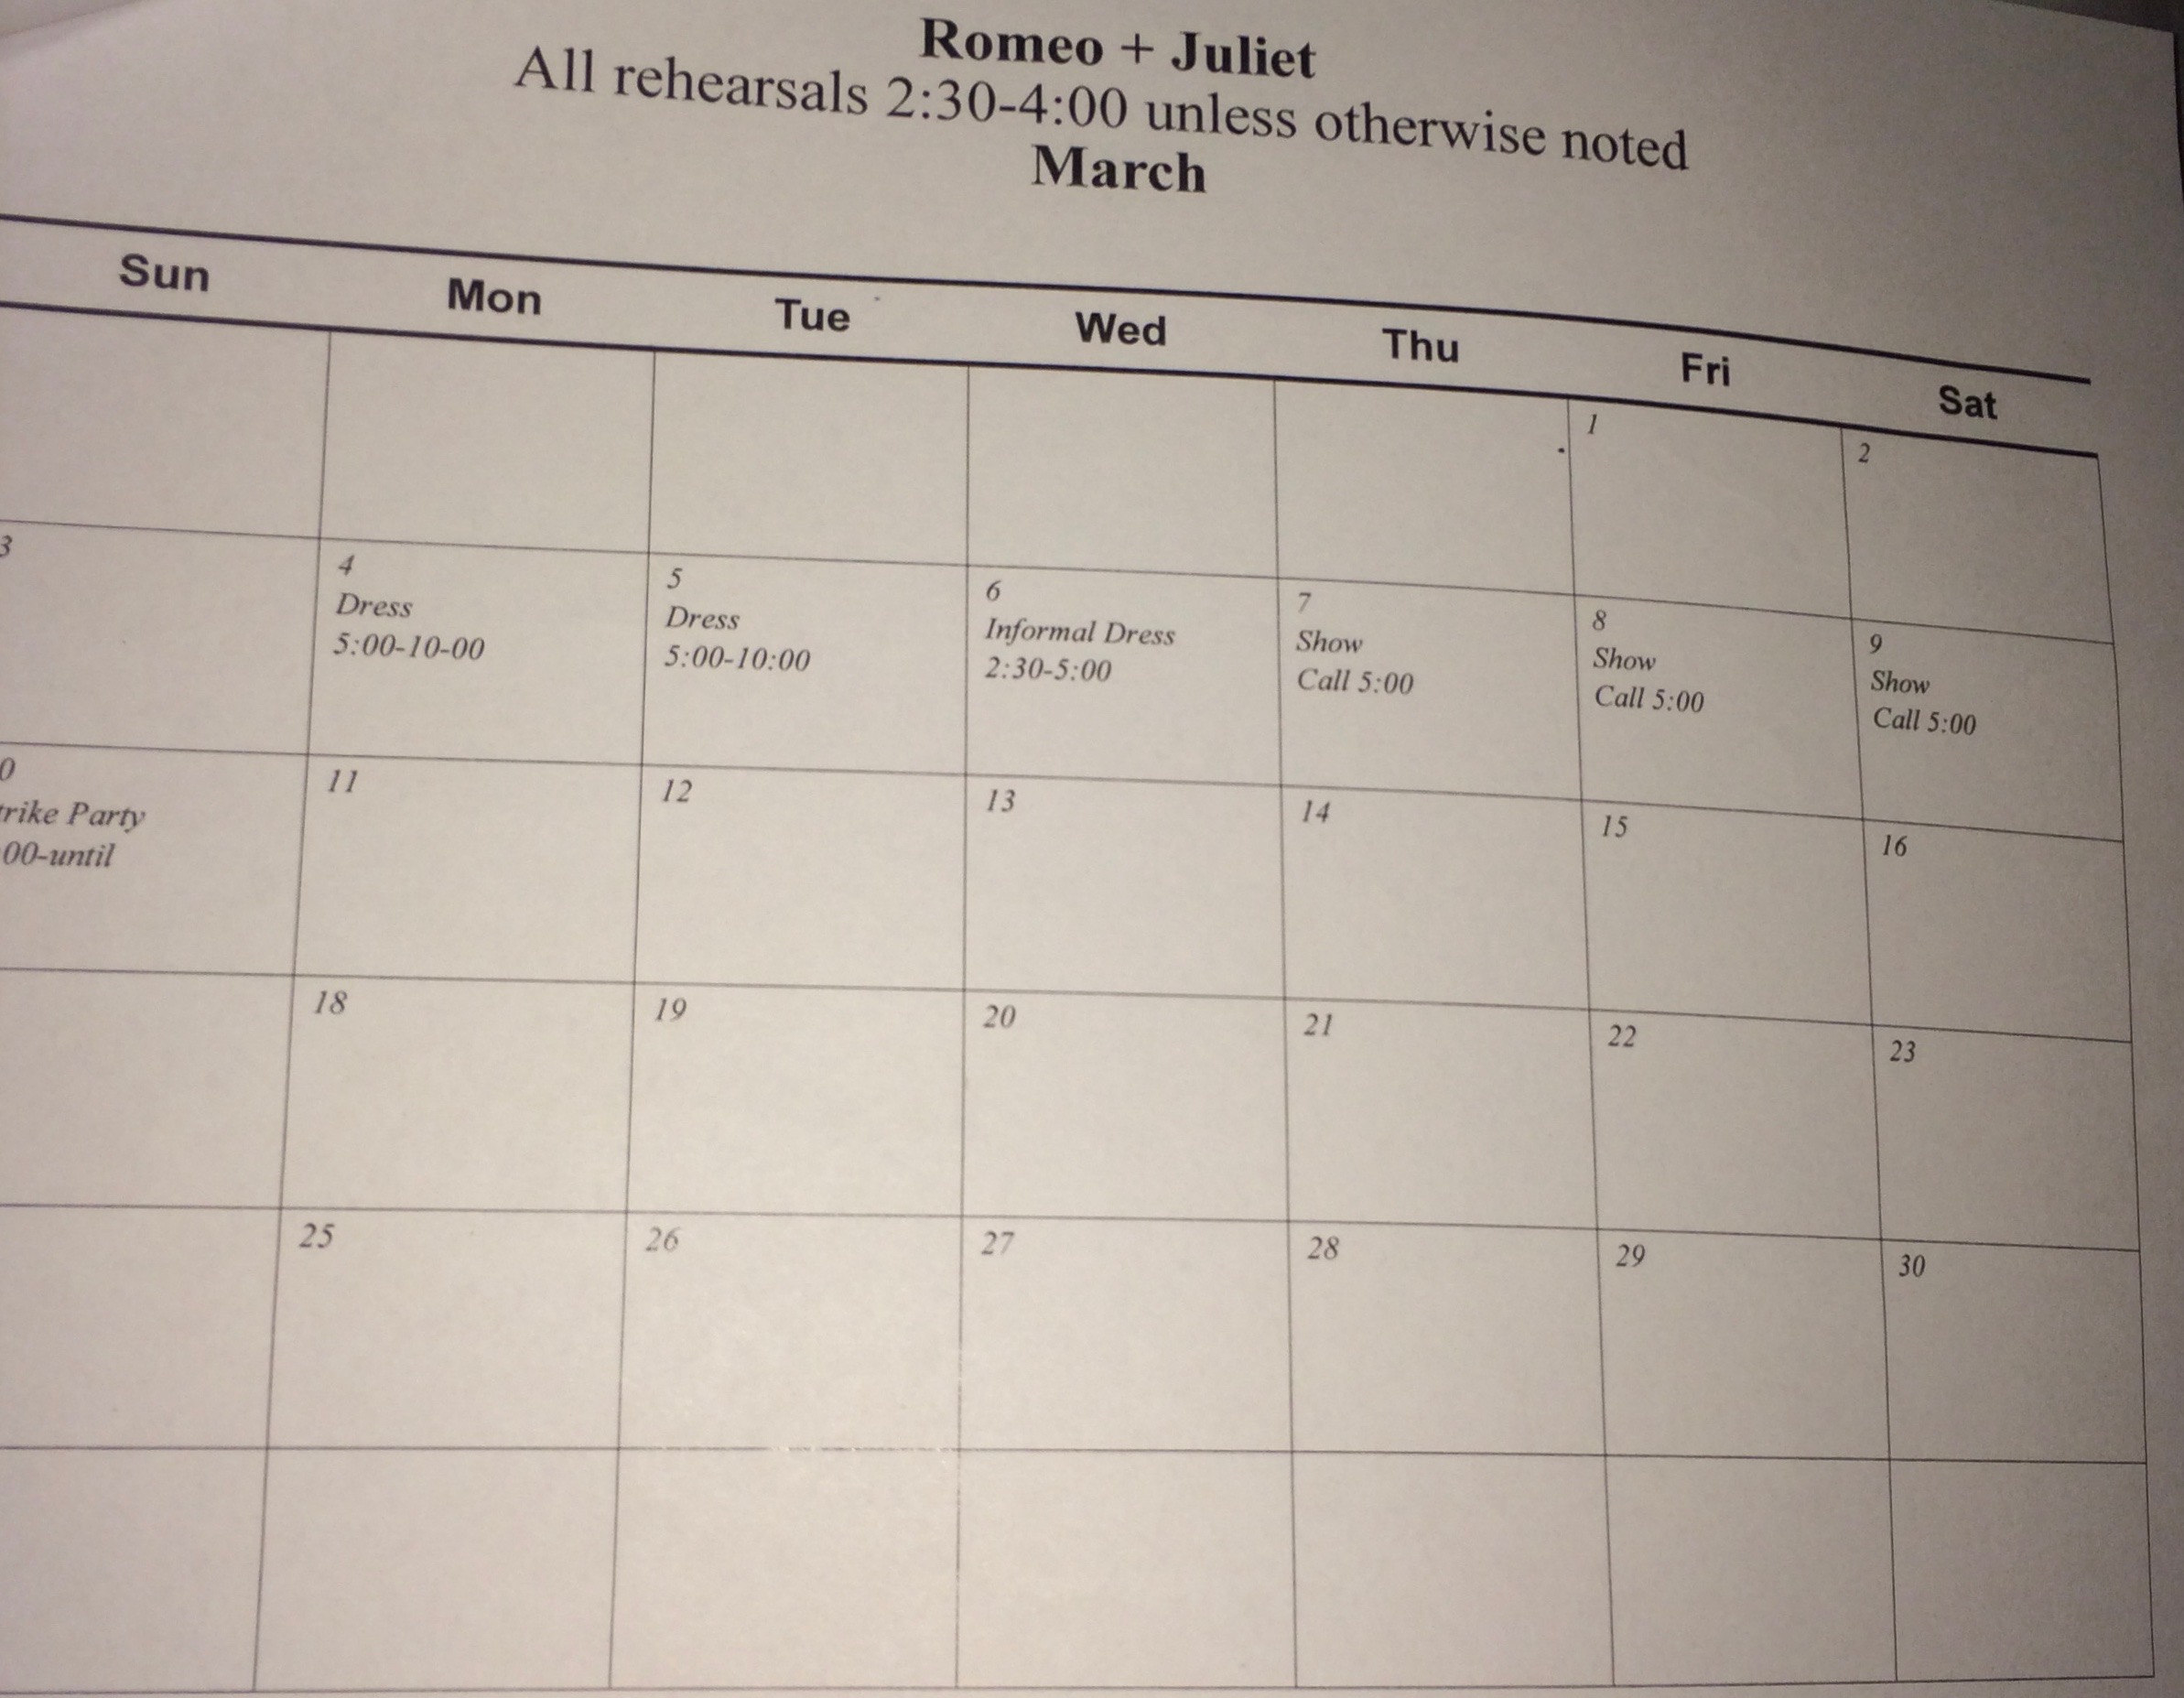 Romeo + Juliet
All rehearsals 2:30-4:00 unless otherwise noted
March
Sun Mon Tue Wed Thu Fri Sat
1 2
3 4 5 6 7 8 9
Dress Dress Informal Dress Show Show Show
5:00-10-00 5:00-10:00 2:30-5:00 Call 5:00 Call 5:00 Call 5:00
0 11 12 13 14 15 16
trike Party
00-until
18 19 20 21 22 23
25 26 27 28 29 30